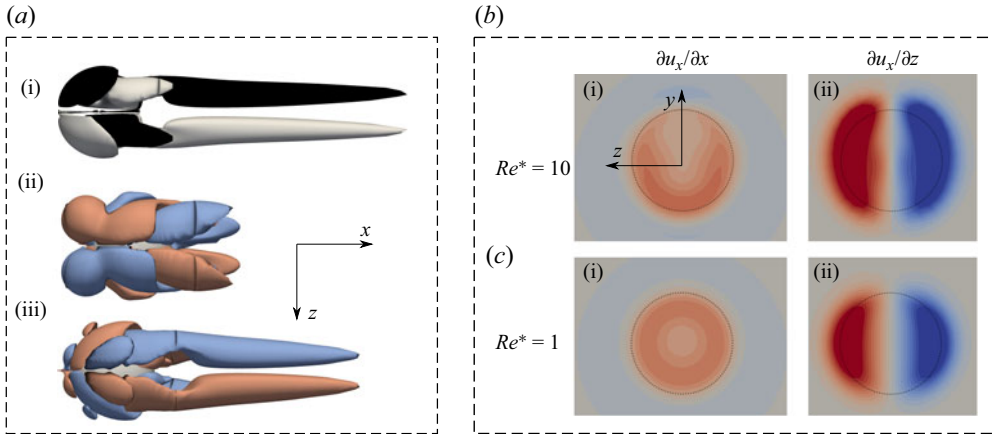 (a)
(i)
(ii)
(iii)
x
z
(b)
∂u_x/∂x
∂u_x/∂z
(i)
(ii)
y
z
Re* = 10
(c)
(i)
(ii)
Re* = 1